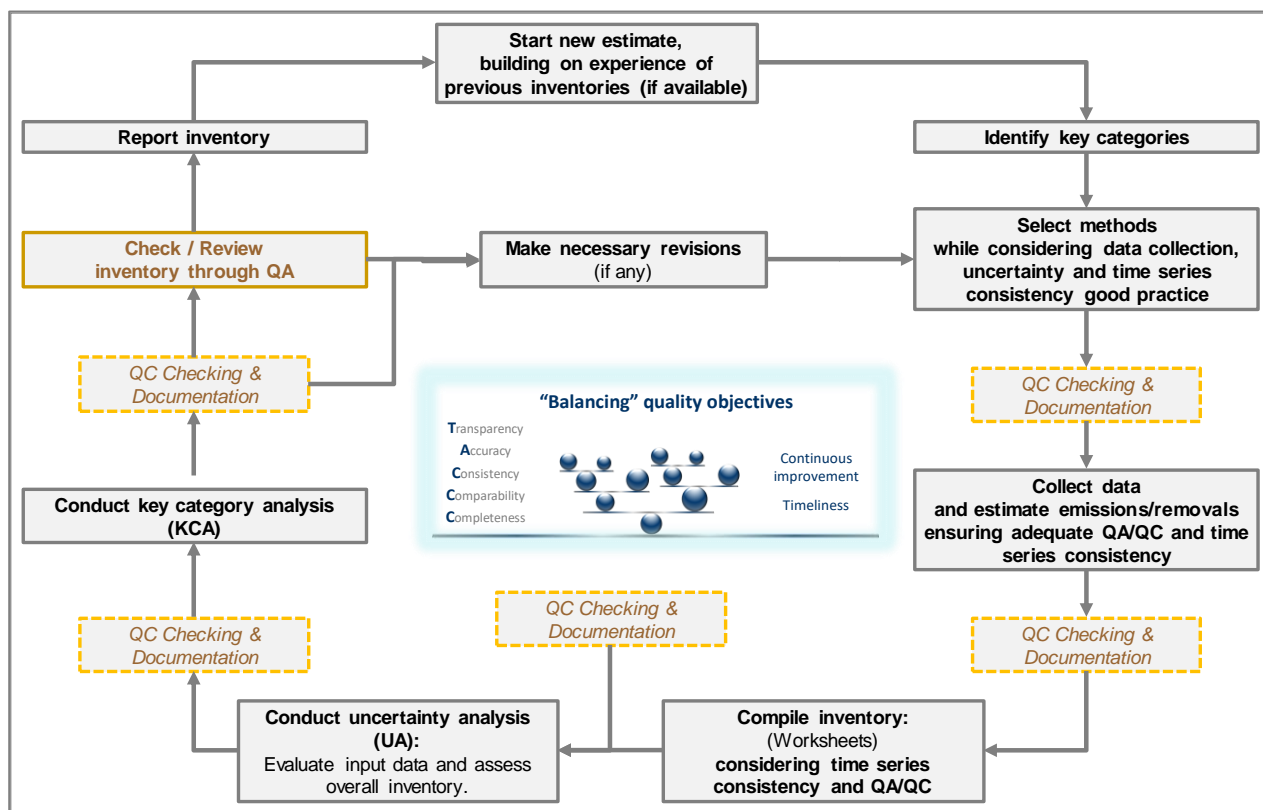 Start new estimate,
building on experience of
previous inventories (if available)
Report inventory
Identify key categories
Check / Review
inventory through QA
Make necessary revisions
(if any)
Select methods
while considering data collection,
uncertainty and time series
consistency good practice
QC Checking &
Documentation
QC Checking &
Documentation
“Balancing” quality objectives
Transparency
Accuracy
Consistency
Comparability
Completeness
Continuous
improvement
Timeliness
Conduct key category analysis
(KCA)
Collect data
and estimate emissions/removals
ensuring adequate QA/QC and time
series consistency
QC Checking &
Documentation
QC Checking &
Documentation
QC Checking &
Documentation
Conduct uncertainty analysis
(UA):
Evaluate input data and assess
overall inventory.
Compile inventory:
(Worksheets)
considering time series
consistency and QA/QC